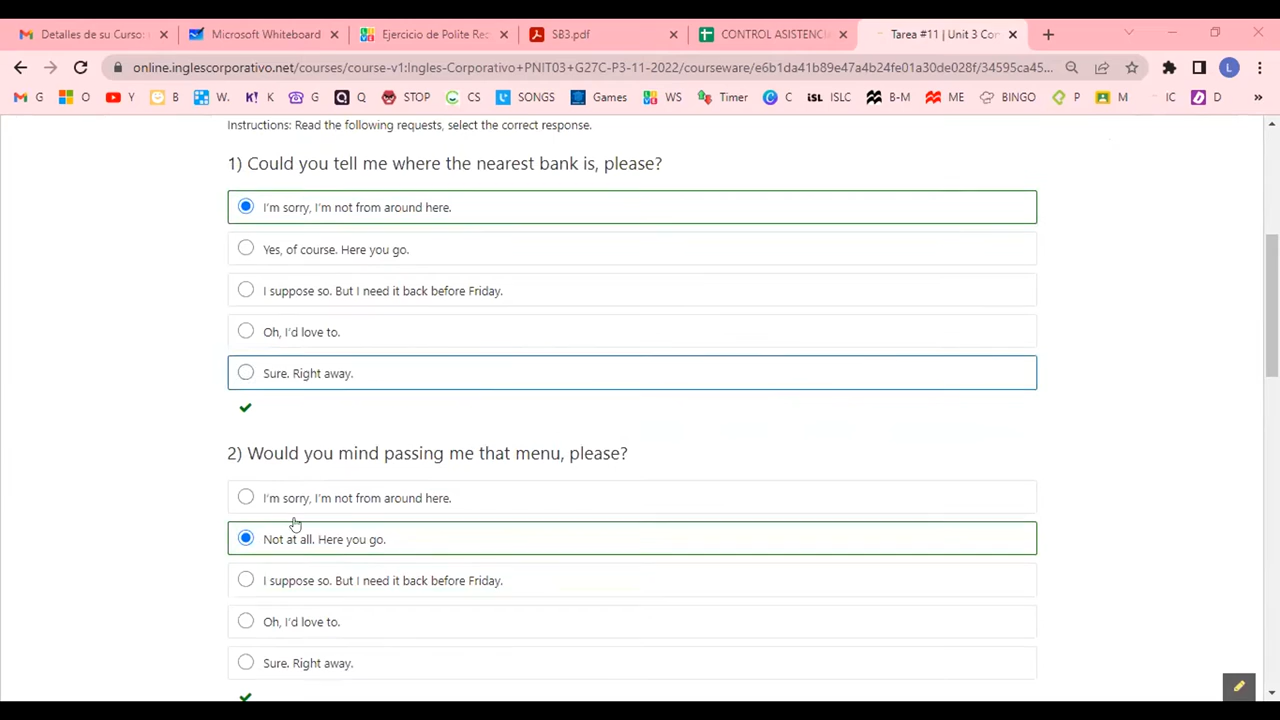 Detalles de su Curso:
Microsoft Whiteboard
Ejercicio de Polite Rec
SB3.pdf
CONTROL ASISTENCI
Tarea #11 | Unit 3 Cor
online.inglescorporativo.net/courses/course-v1:Ingles-Corporativo+PNIT03+G27C-P3-11-2022/courseware/e6b1da41b89e47a4b24fe01a30de028f/34595ca45...
L
G
O
Y
B
W.
K!
G
Q
STOP
CS
SONGS
Games
WS
Timer
C
ISL ISLC
B-M
ME
BINGO
P
M
IC
D
»
Instructions: Read the following requests, select the correct response.
1) Could you tell me where the nearest bank is, please?
I'm sorry, I'm not from around here.
Yes, of course. Here you go.
I suppose so. But I need it back before Friday.
Oh, I'd love to.
Sure. Right away.
2) Would you mind passing me that menu, please?
I'm sorry, I'm not from around here.
Not at all. Here you go.
I suppose so. But I need it back before Friday.
Oh, I'd love to.
Sure. Right away.